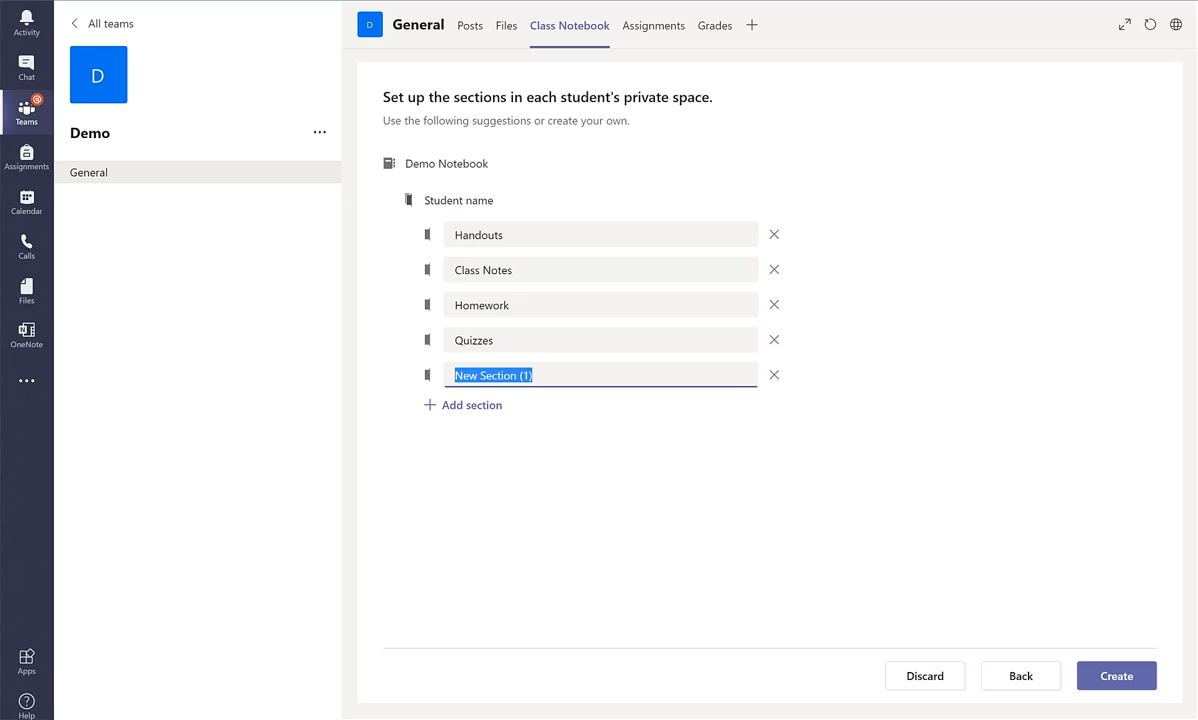 Activity
Chat
@
Teams
Assignments
Calendar
Calls
Files
OneNote
Apps
?
Help
All teams
D
Demo
General
D
General
Posts
Files
Class Notebook
Assignments
Grades
Set up the sections in each student's private space.
Use the following suggestions or create your own.
Demo Notebook
Student name
Handouts
Class Notes
Homework
Quizzes
New Section (1)
Add section
Discard
Back
Create